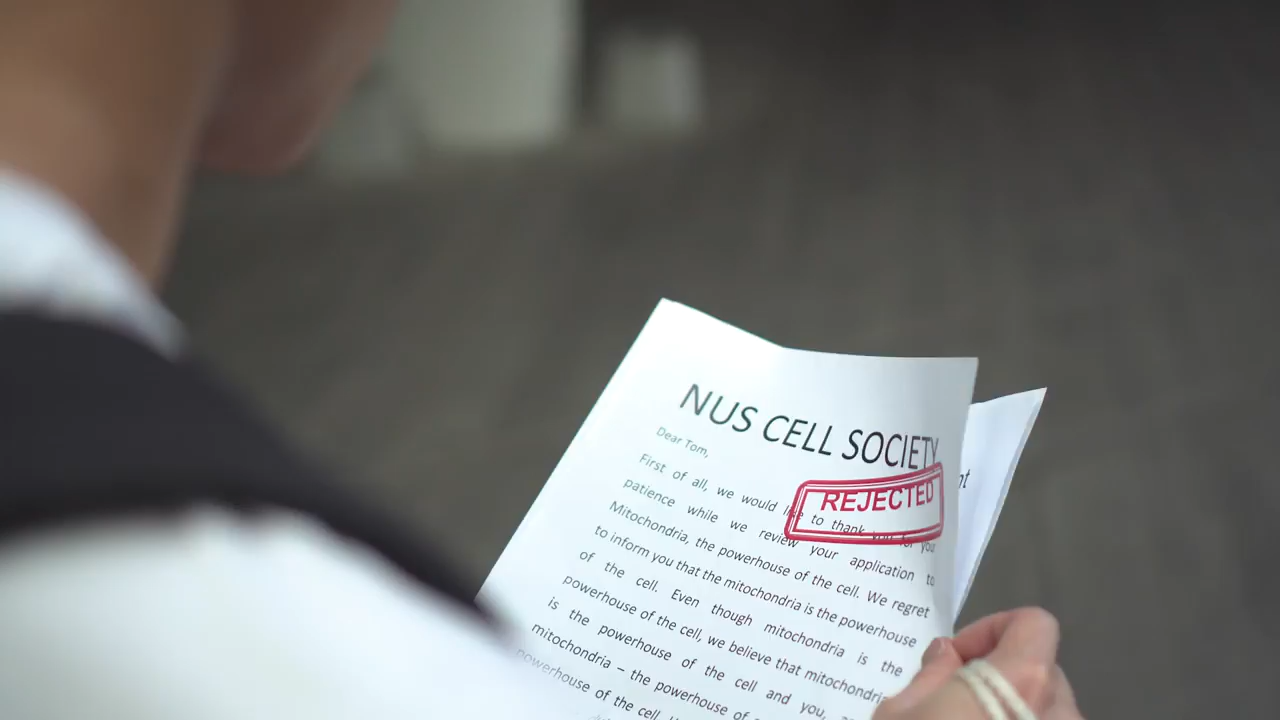 NUS CELL SOCIETY
Dear Tom,
REJECTED
First of all, we would like to thank you for your
patience while we review your application to
Mitochondria, the powerhouse of the cell. We regret
to inform you that the mitochondria is the powerhouse
of the cell. Even though mitochondria is the
powerhouse of the cell, we believe that mitochondria
is the powerhouse of the cell and you, as
mitochondria – the powerhouse of
powerhouse of the cell.
nt